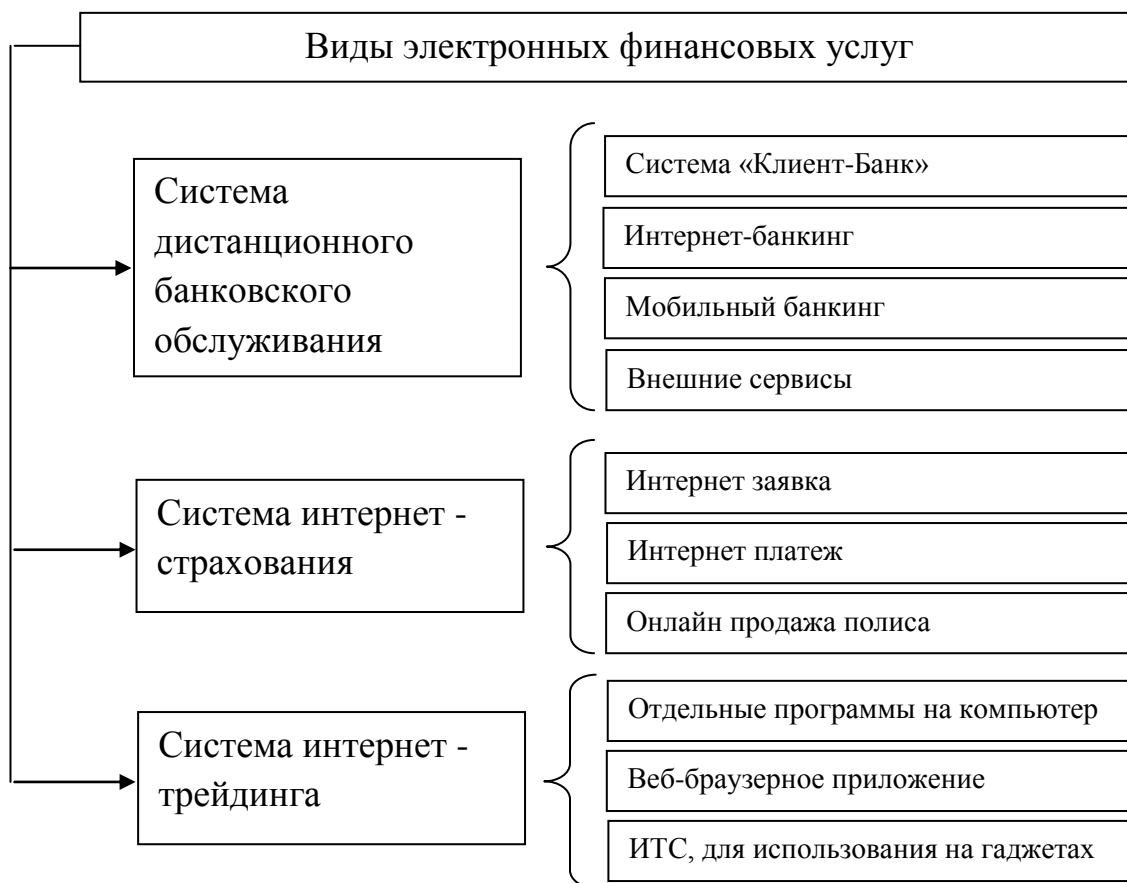 Виды электронных финансовых услуг
Система
дистанционного
банковского
обслуживания
Система «Клиент-Банк»
Интернет-банкинг
Мобильный банкинг
Внешние сервисы
Система интернет -
страхования
Интернет заявка
Интернет платеж
Онлайн продажа полиса
Система интернет -
трейдинга
Отдельные программы на компьютер
Веб-браузерное приложение
ИТС, для использования на гаджетах